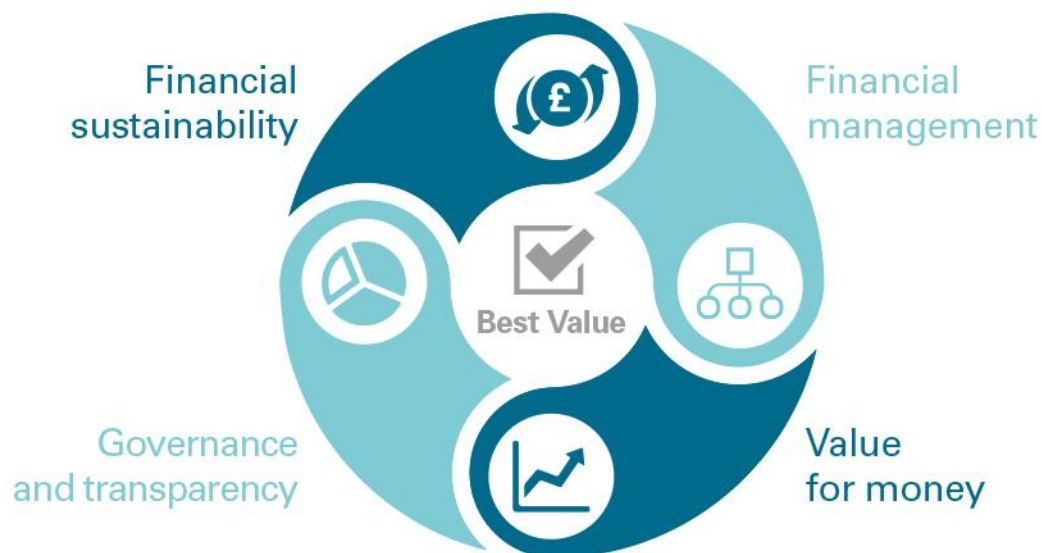 Financial
sustainability
£
Financial
management
Best Value
Governance
and transparency
Value
for money